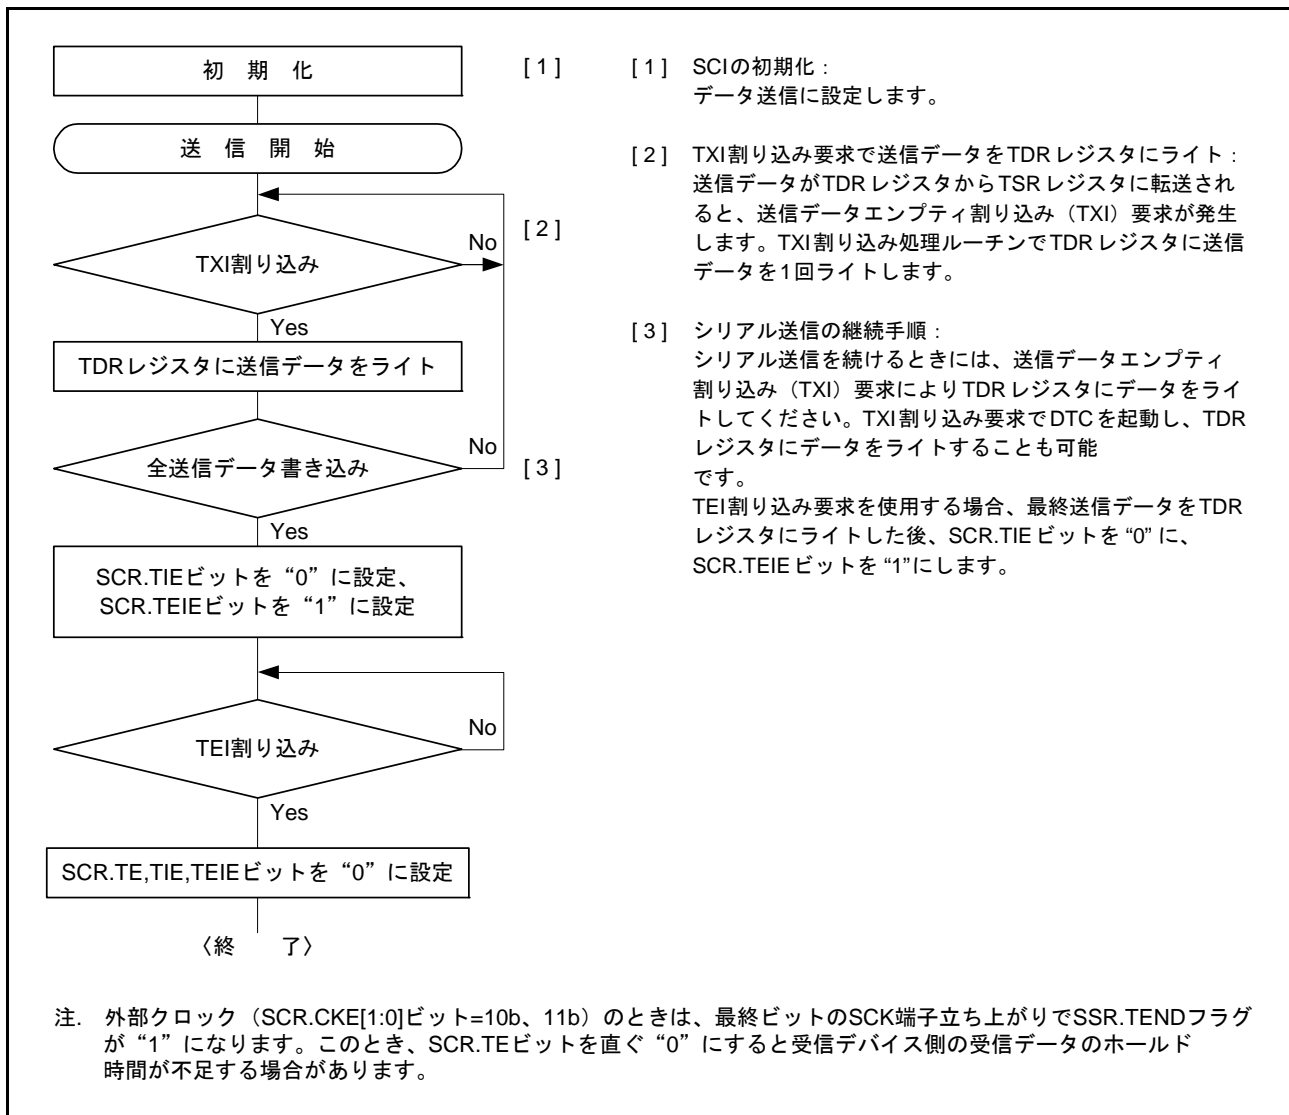 初 期 化
[1]
送 信 開 始
[2]
No
TXI割り込み
Yes
TDRレジスタに送信データをライト
No
全送信データ書き込み
[3]
Yes
SCR.TIEビットを“0”に設定、
SCR.TEIEビットを“1”に設定
No
TEI割り込み
Yes
SCR.TE,TIE,TEIEビットを“0”に設定
〈終 了〉
[1] SCIの初期化：
データ送信に設定します。
[2] TXI割り込み要求で送信データをTDRレジスタにライト：
送信データがTDRレジスタからTSRレジスタに転送され
ると、送信データエンプティ割り込み（TXI）要求が発生
します。TXI割り込み処理ルーチンでTDRレジスタに送信
データを1回ライトします。
[3] シリアル送信の継続手順：
シリアル送信を続けるときには、送信データエンプティ
割り込み（TXI）要求によりTDRレジスタにデータをライ
トしてください。TXI割り込み要求でDTCを起動し、TDR
レジスタにデータをライトすることも可能
です。
TEI割り込み要求を使用する場合、最終送信データをTDR
レジスタにライトした後、SCR.TIEビットを“0”に、
SCR.TEIEビットを“1”にします。
注. 外部クロック（SCR.CKE[1:0]ビット=10b、11b）のときは、最終ビットのSCK端子立ち上がりでSSR.TENDフラグ
が“1”になります。このとき、SCR.TEビットを直ぐ“0”にすると受信デバイス側の受信データのホールド
時間が不足する場合があります。